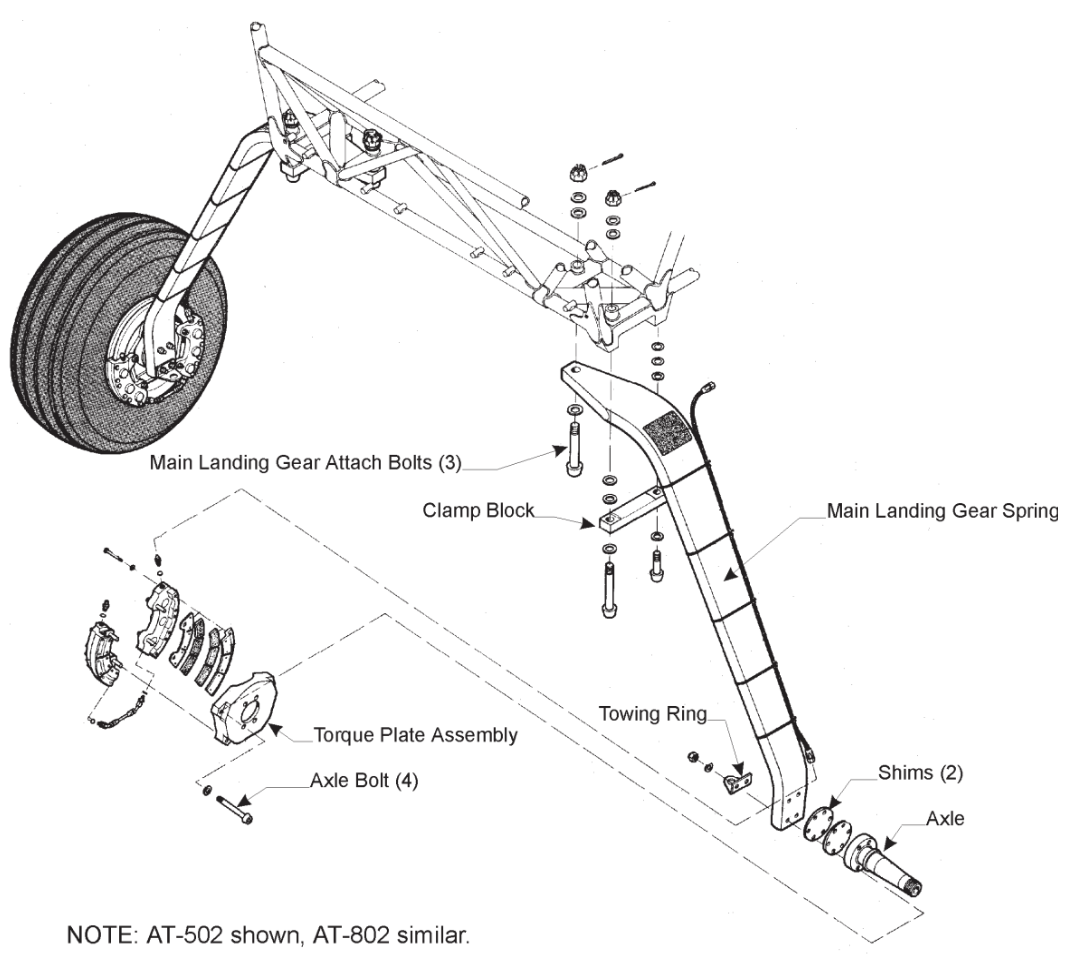 Main Landing Gear Attach Bolts (3)
Clamp Block
Main Landing Gear Spring
Towing Ring
Torque Plate Assembly
Shims (2)
Axle Bolt (4)
Axle
NOTE: AT-502 shown, AT-802 similar.